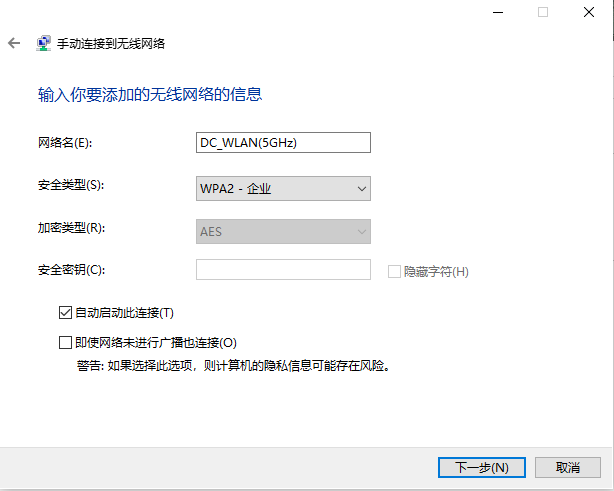 手动连接到无线网络
输入你要添加的无线网络的信息
网络名(E): DC_WLAN(5GHz)
安全类型(S): WPA2 - 企业
加密类型(R): AES
安全密钥(C): 隐藏字符(H)
自动启动此连接(T)
即使网络未进行广播也连接(O)
警告: 如果选择此选项，则计算机的隐私信息可能存在风险。
下一步(N) 取消